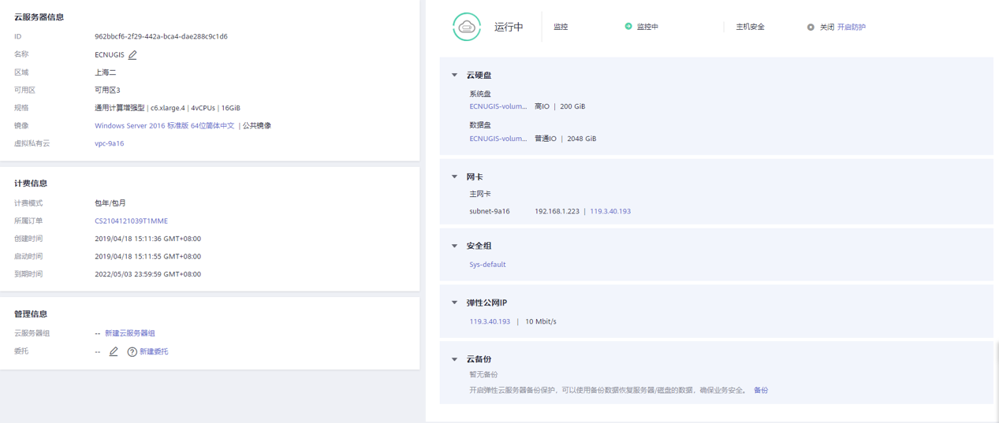 云服务器信息
ID 962bbcf6-2f29-442a-bca4-dae288c9c1d6
名称 ECNUGIS
区域 上海二
可用区 可用区3
规格 通用计算增强型 | c6.xlarge.4 | 4vCPUs | 16GiB
镜像 Windows Server 2016 标准版 64位简体中文 | 公共镜像
虚拟私有云 vpc-9a16
计费信息
计费模式 包年/包月
所属订单 CS2104121039T1MME
创建时间 2019/04/18 15:11:36 GMT+08:00
启动时间 2019/04/18 15:11:55 GMT+08:00
到期时间 2022/05/03 23:59:59 GMT+08:00
管理信息
云服务器组 -- 新建云服务器组
委托 -- ? 新建委托
运行中 监控 监控中 主机安全 关闭 开启防护
云硬盘
系统盘
ECNUGIS-volum... 高IO | 200 GiB
数据盘
ECNUGIS-volum... 普通IO | 2048 GiB
网卡
主网卡
subnet-9a16 192.168.1.223 | 119.3.40.193
安全组
Sys-default
弹性公网IP
119.3.40.193 | 10 Mbit/s
云备份
暂无备份
开启弹性云服务器备份保护，可以使用备份数据恢复服务器/磁盘的数据，确保业务安全。 备份